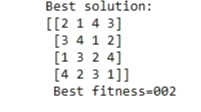 Best solution:
[[2 1 4 3]
[3 4 1 2]
[1 3 2 4]
[4 2 3 1]]
Best fitness=002